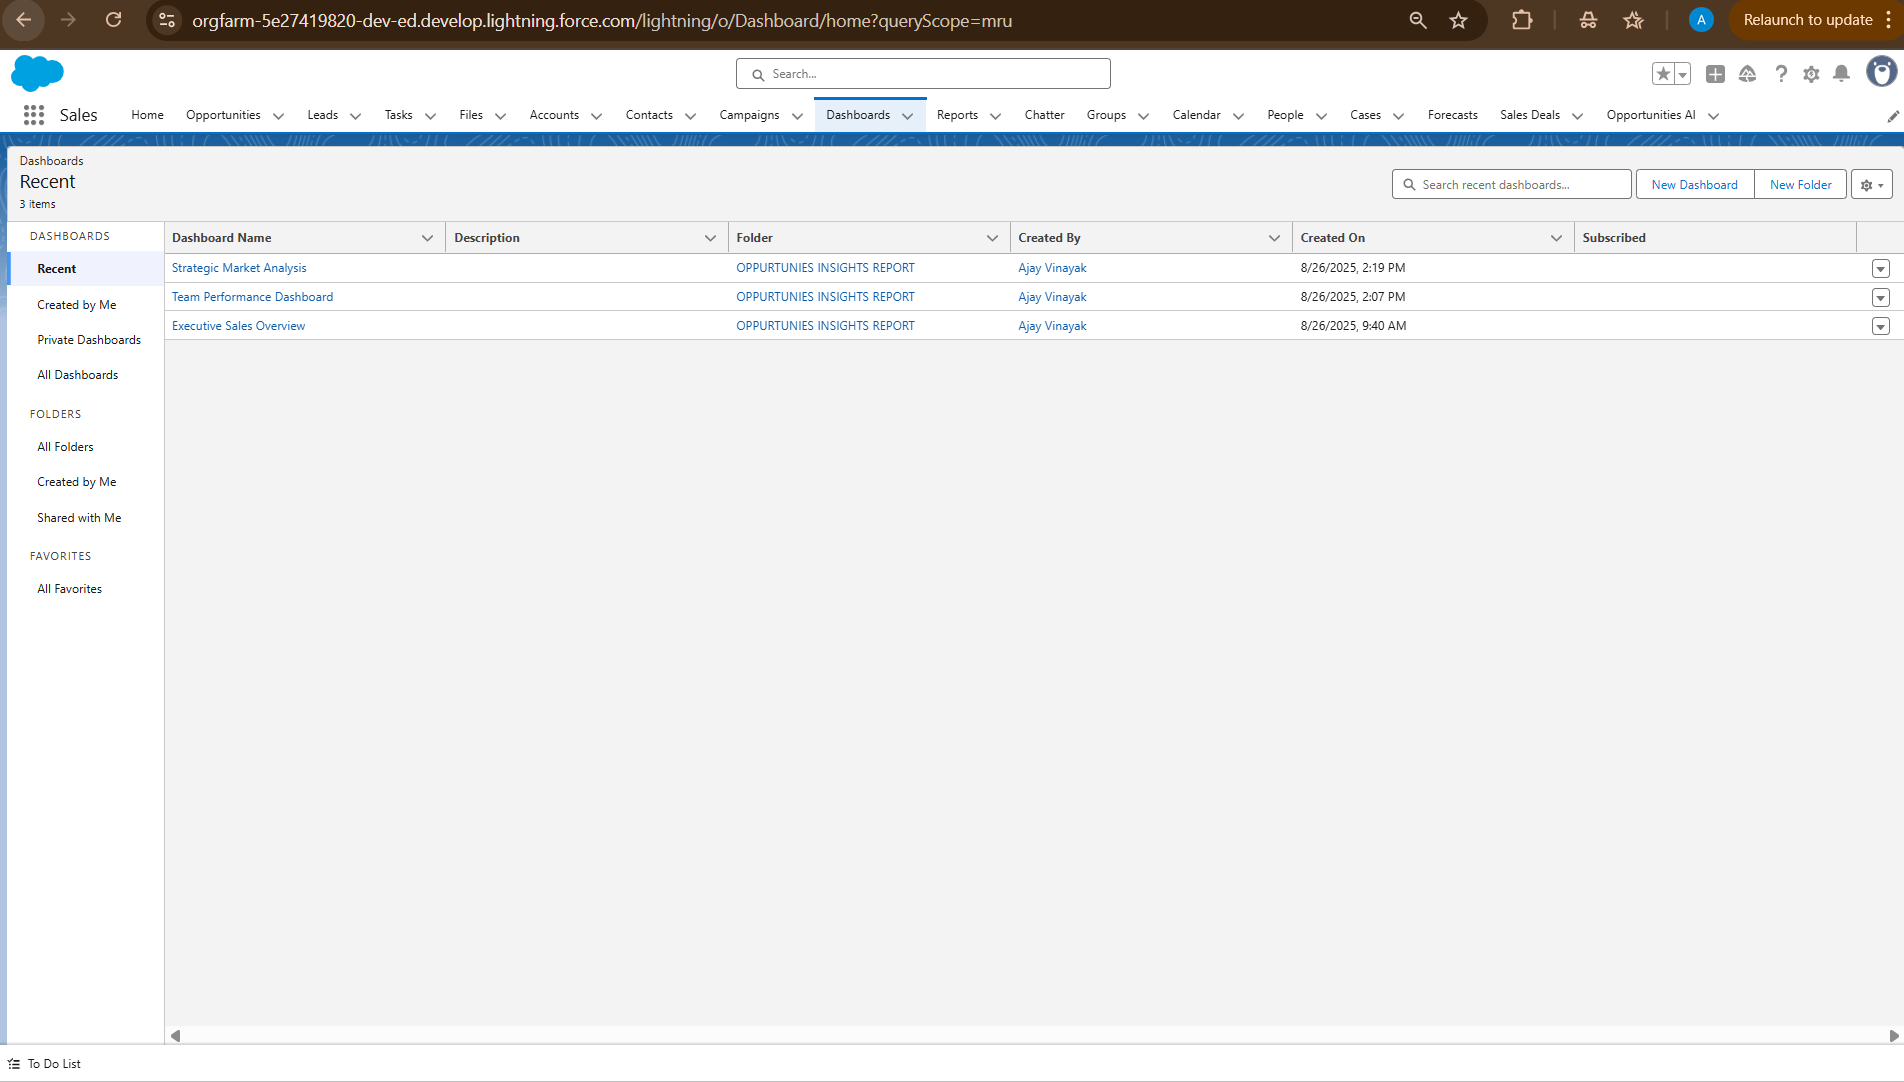 orgfarm-5e27419820-dev-ed.develop.lightning.force.com/lightning/o/Dashboard/home?queryScope=mru
A
Relaunch to update
Search...
Sales
Home
Opportunities
Leads
Tasks
Files
Accounts
Contacts
Campaigns
Dashboards
Reports
Chatter
Groups
Calendar
People
Cases
Forecasts
Sales Deals
Opportunities AI
Dashboards
Recent
3 items
Search recent dashboards...
New Dashboard
New Folder
DASHBOARDS
Recent
Created by Me
Private Dashboards
All Dashboards
FOLDERS
All Folders
Created by Me
Shared with Me
FAVORITES
All Favorites
Dashboard Name Description Folder Created By Created On Subscribed
Strategic Market Analysis OPPURTUNIES INSIGHTS REPORT Ajay Vinayak 8/26/2025, 2:19 PM
Team Performance Dashboard OPPURTUNIES INSIGHTS REPORT Ajay Vinayak 8/26/2025, 2:07 PM
Executive Sales Overview OPPURTUNIES INSIGHTS REPORT Ajay Vinayak 8/26/2025, 9:40 AM
To Do List